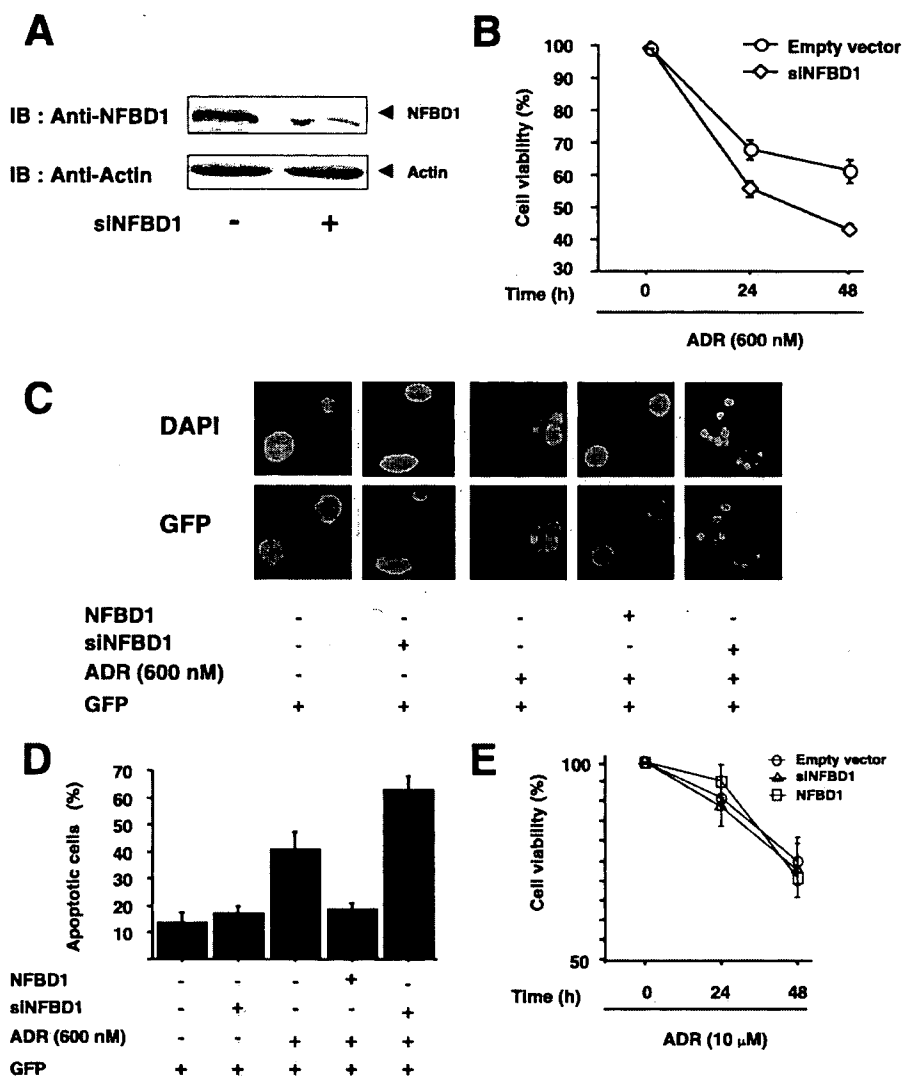 A
IB : Anti-NFBD1
NFBD1
IB : Anti-Actin
Actin
siNFBD1 - +
B
Cell viability (%)
100
90
80
70
60
50
40
30
Empty vector
siNFBD1
Time (h) 0 24 48
ADR (600 nM)
C
DAPI
GFP
NFBD1 - - - + -
siNFBD1 - + - - +
ADR (600 nM) - - + + +
GFP + + + + +
D
Apoptotic cells (%)
70
60
50
40
30
20
10
NFBD1 - - - + -
siNFBD1 - + - - +
ADR (600 nM) - - + + +
GFP + + + + +
E
Cell viability (%)
100
50
Empty vector
siNFBD1
NFBD1
Time (h) 0 24 48
ADR (10 μM)